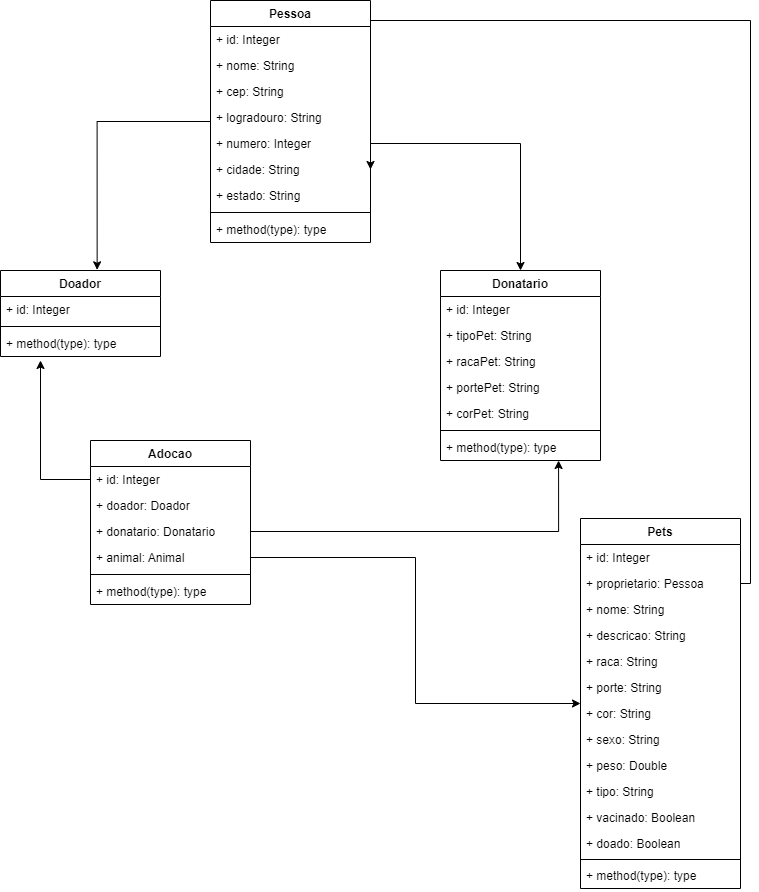 Pessoa
+ id: Integer
+ nome: String
+ cep: String
+ logradouro: String
+ numero: Integer
+ cidade: String
+ estado: String
+ method(type): type
Doador
+ id: Integer
+ method(type): type
Donatario
+ id: Integer
+ tipoPet: String
+ racaPet: String
+ portePet: String
+ corPet: String
+ method(type): type
Adocao
+ id: Integer
+ doador: Doador
+ donatario: Donatario
+ animal: Animal
+ method(type): type
Pets
+ id: Integer
+ proprietario: Pessoa
+ nome: String
+ descricao: String
+ raca: String
+ porte: String
+ cor: String
+ sexo: String
+ peso: Double
+ tipo: String
+ vacinado: Boolean
+ doado: Boolean
+ method(type): type